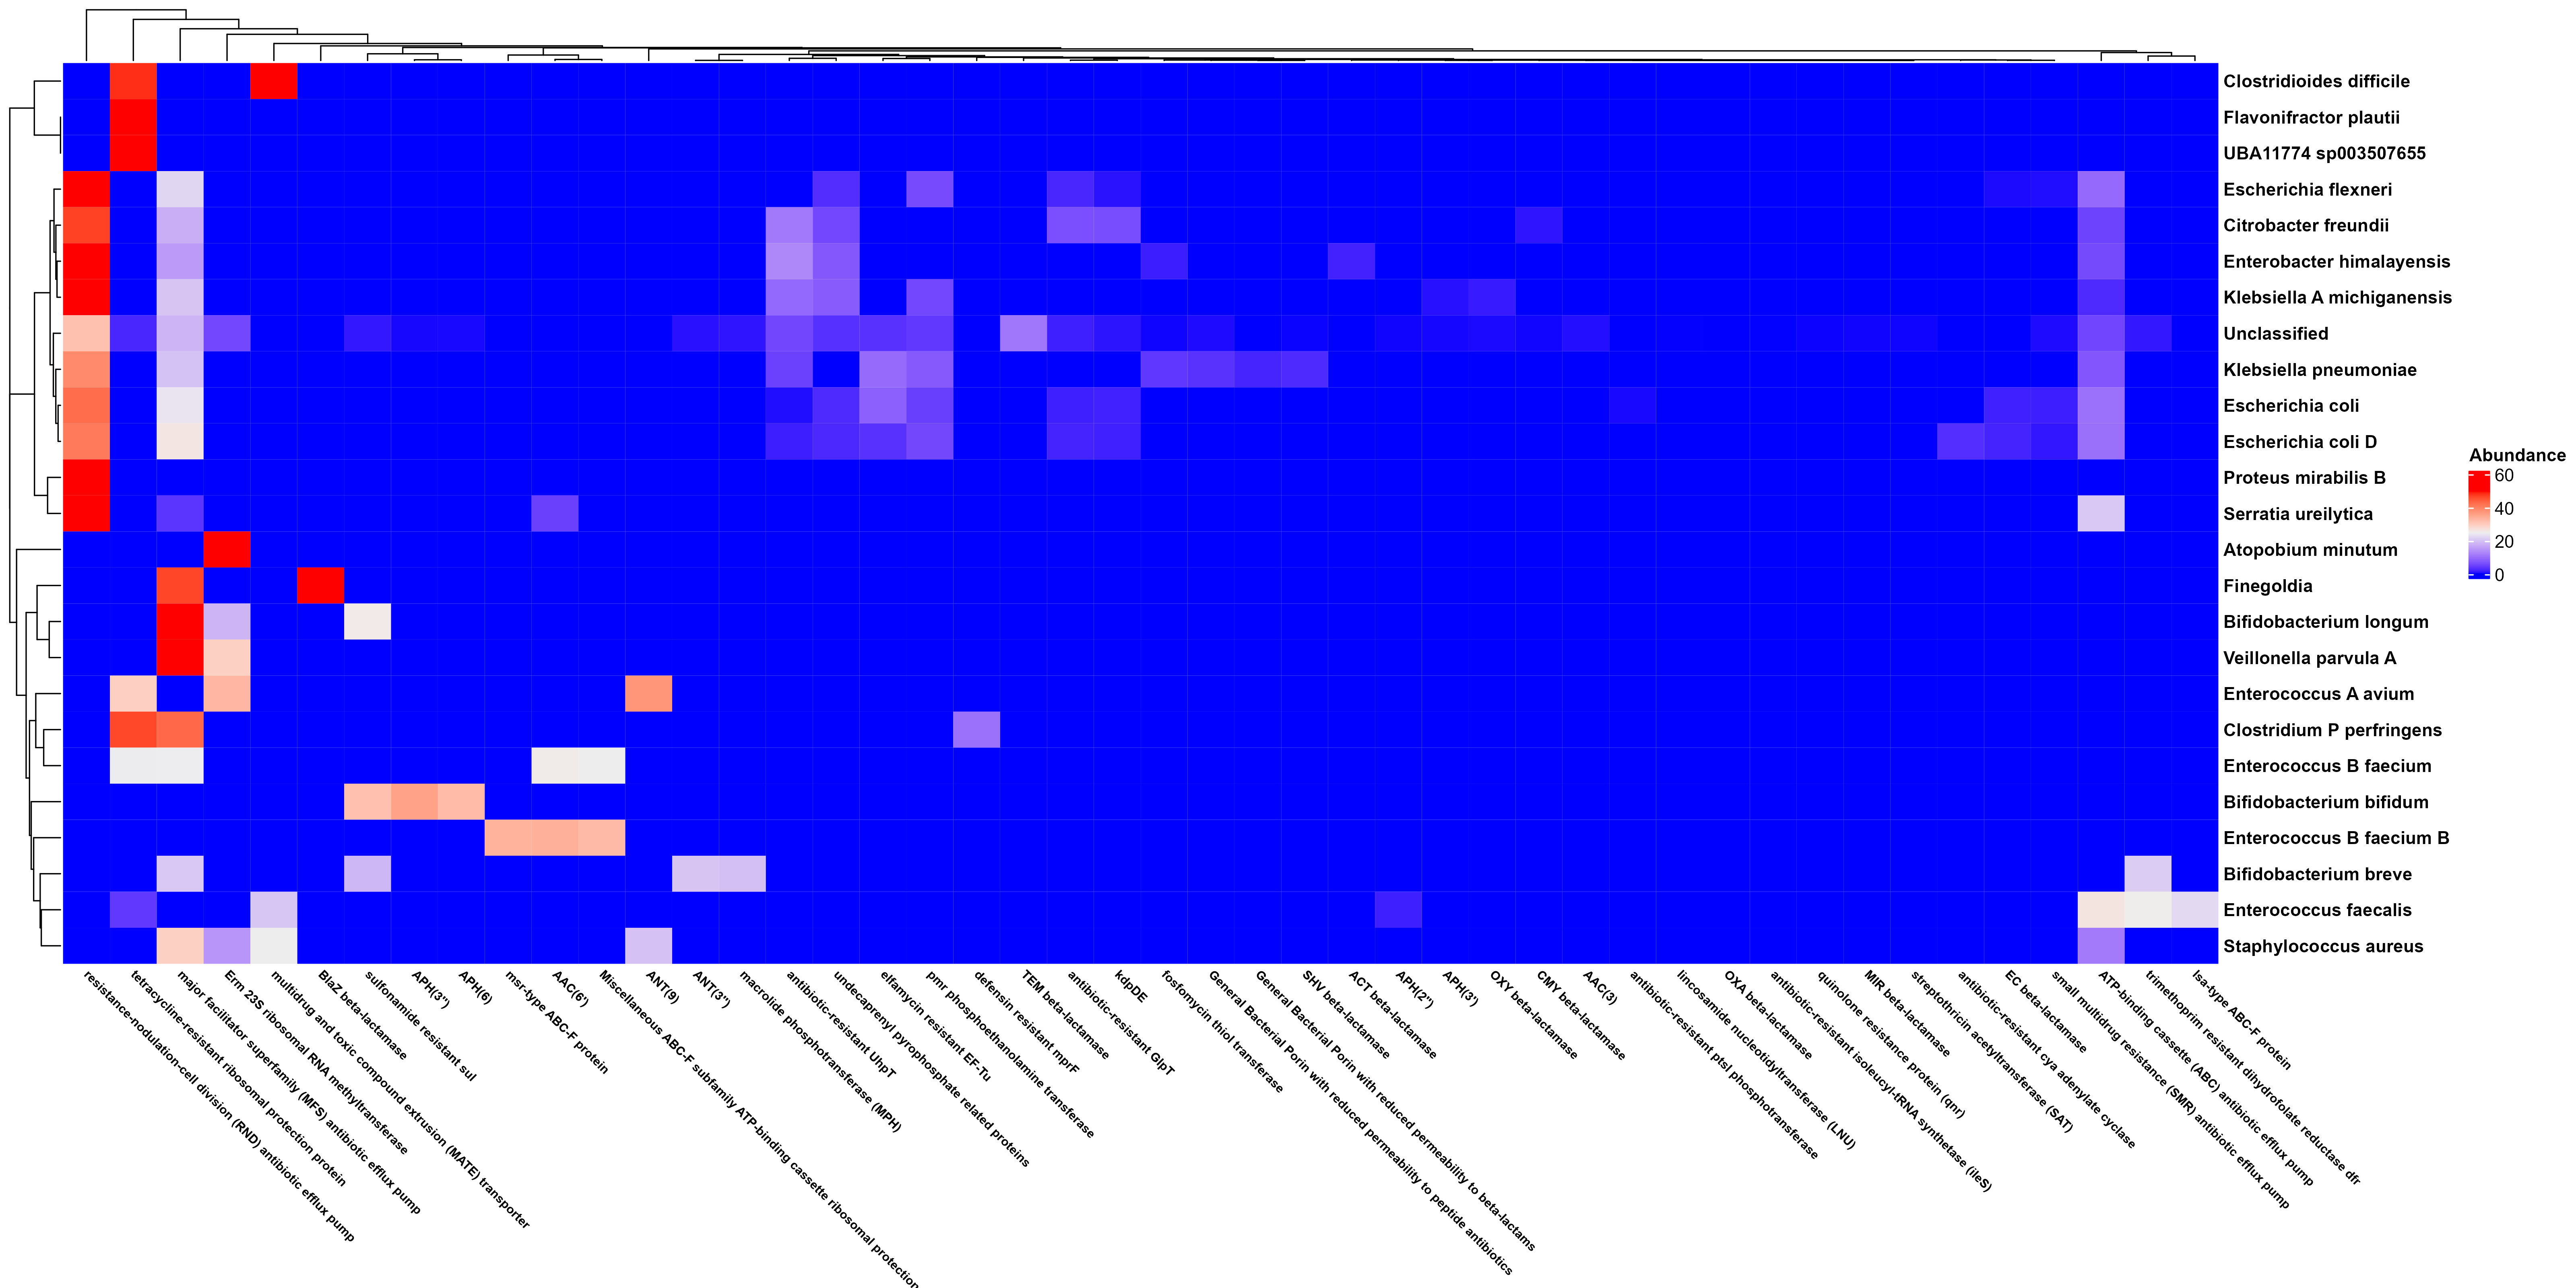 Clostridioides difficile
Flavonifractor plautii
UBA11774 sp003507655
Escherichia flexneri
Citrobacter freundii
Enterobacter himalayensis
Klebsiella A michiganensis
Unclassified
Klebsiella pneumoniae
Escherichia coli
Escherichia coli D
Proteus mirabilis B
Serratia ureilytica
Atopobium minutum
Finegoldia
Bifidobacterium longum
Veillonella parvula A
Enterococcus A avium
Clostridium P perfringens
Enterococcus B faecium
Bifidobacterium bifidum
Enterococcus B faecium B
Bifidobacterium breve
Enterococcus faecalis
Staphylococcus aureus
Abundance
60
40
20
0
resistance-nodulation-cell division (RND) antibiotic efflux pump
tetracycline-resistant ribosomal protection protein
major facilitator superfamily (MFS) antibiotic efflux pump
Erm 23S ribosomal RNA methyltransferase
multidrug and toxic compound extrusion (MATE) transporter
BlaZ beta-lactamase
sulfonamide resistant sul
APH(3'')
APH(6)
msr-type ABC-F protein
AAC(6')
Miscellaneous ABC-F subfamily ATP-binding cassette ribosomal protection
ANT(9)
ANT(3'')
macrolide phosphotransferase (MPH)
antibiotic-resistant UhpT
undecaprenyl pyrophosphate related proteins
elfamycin resistant EF-Tu
pmr phosphoethanolamine transferase
defensin resistant mprF
TEM beta-lactamase
antibiotic-resistant GlpT
kdpDE
fosfomycin thiol transferase
General Bacterial Porin with reduced permeability to peptide antibiotics
General Bacterial Porin with reduced permeability to beta-lactams
SHV beta-lactamase
ACT beta-lactamase
APH(2'')
APH(3')
OXY beta-lactamase
CMY beta-lactamase
AAC(3)
antibiotic-resistant ptsI phosphotransferase
lincosamide nucleotidyltransferase (LNU)
OXA beta-lactamase
antibiotic-resistant isoleucyl-tRNA synthetase (ileS)
quinolone resistance protein (qnr)
MIR beta-lactamase
streptothricin acetyltransferase (SAT)
antibiotic-resistant cya adenylate cyclase
EC beta-lactamase
small multidrug resistance (SMR) antibiotic efflux pump
ATP-binding cassette (ABC) antibiotic efflux pump
trimethoprim resistant dihydrofolate reductase dfr
lsa-type ABC-F protein